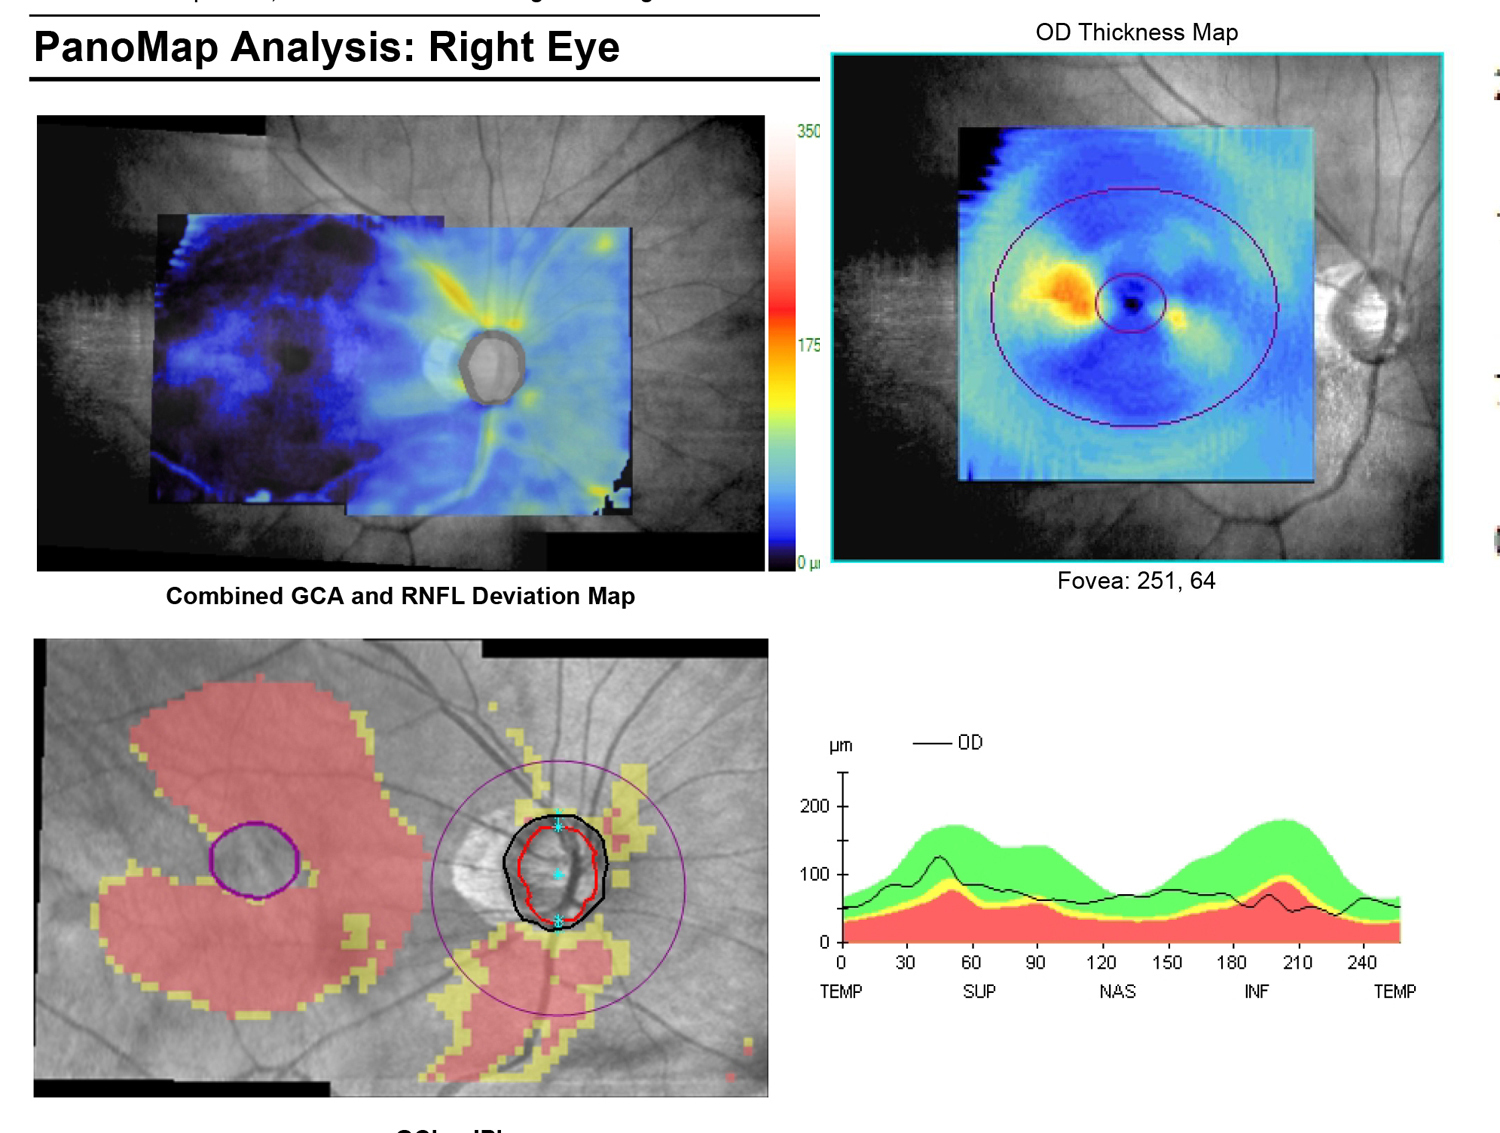 PanoMap Analysis: Right Eye
OD Thickness Map
350
175
0 µ
Fovea: 251, 64
Combined GCA and RNFL Deviation Map
µm
OD
200
100
0
0 30 60 90 120 150 180 210 240
TEMP SUP NAS INF TEMP